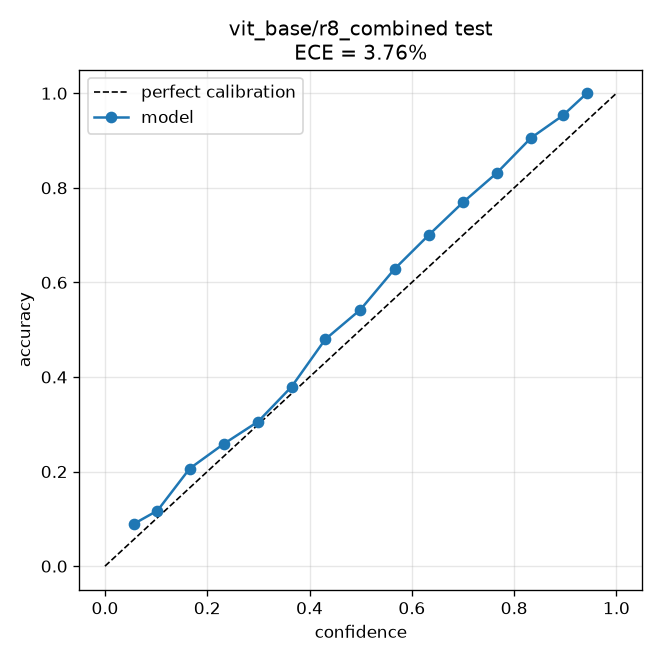 vit_base/r8_combined test
ECE = 3.76%
perfect calibration
model
accuracy
1.0
0.8
0.6
0.4
0.2
0.0
0.0 0.2 0.4 0.6 0.8 1.0
confidence